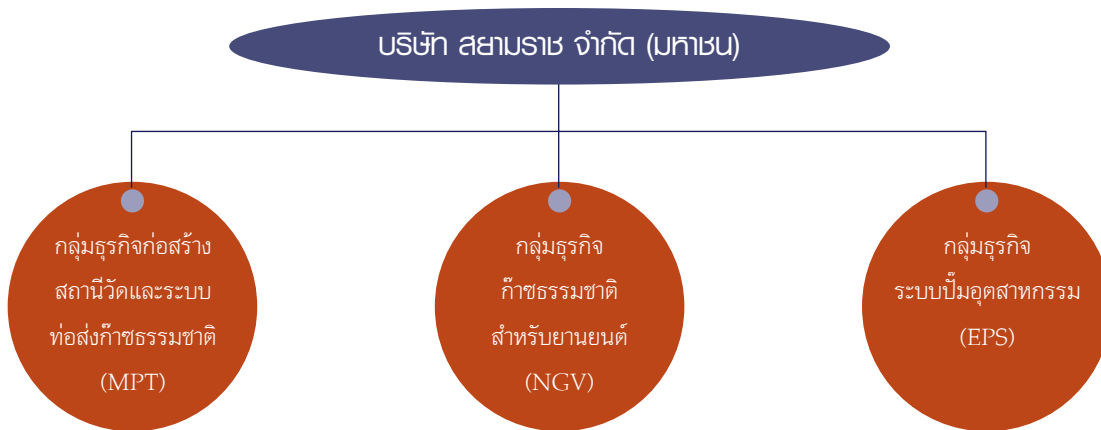 บริษัท สยามราช จำกัด (มหาชน)
กลุ่มธุรกิจก่อสร้าง
สถานีวัดและระบบ
ท่อส่งก๊าซธรรมชาติ
(MPT)
กลุ่มธุรกิจ
ก๊าซธรรมชาติ
สำหรับยานยนต์
(NGV)
กลุ่มธุรกิจ
ระบบปั๊มอุตสาหกรรม
(EPS)